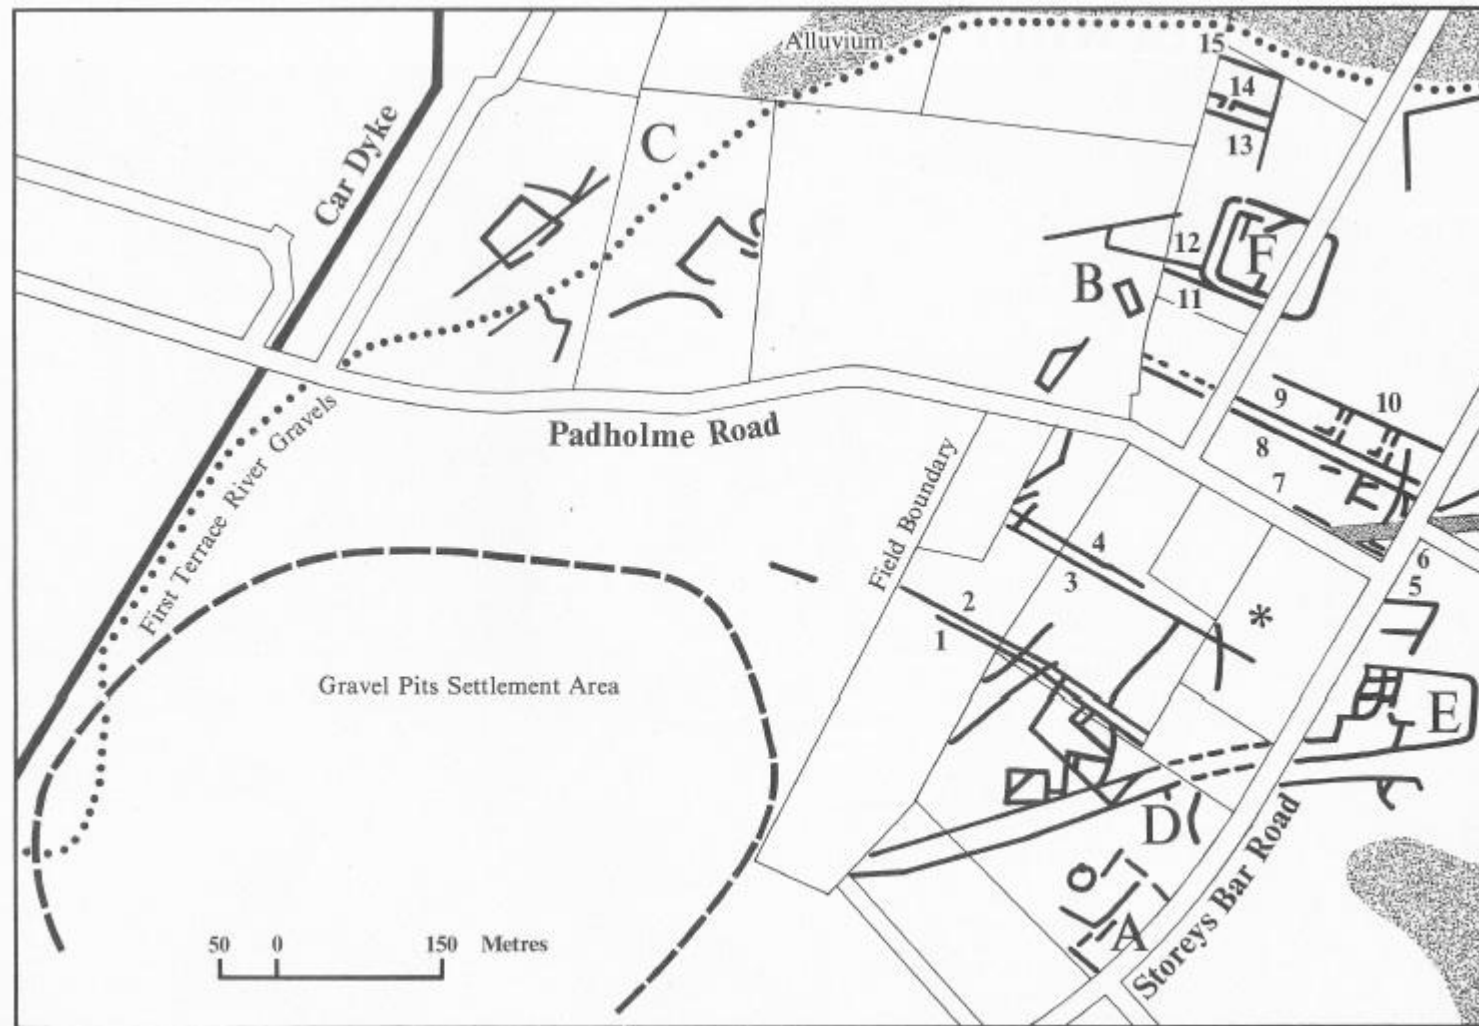 Alluvium
15
14
13
Car Dyke
C
12
F
B
11
9
10
8
7
Padholme Road
First Terrace River Gravels
Field Boundary
4
3
6
5
2
1
*
Gravel Pits Settlement Area
E
D
A
Storeys Bar Road
50 0 150 Metres